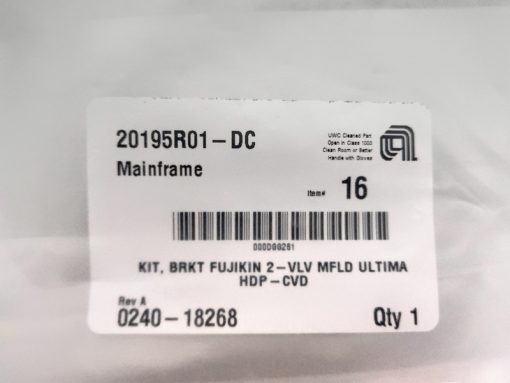 20195R01-DC
UWC Cleaned Part
Open in Class 1000
Clean Room or Better
Handle with Gloves
Mainframe
Item# 16
000D00261
KIT, BRKT FUJIKIN 2-VLV MFLD ULTIMA
HDP-CVD
Rev A
0240-18268 Qty 1